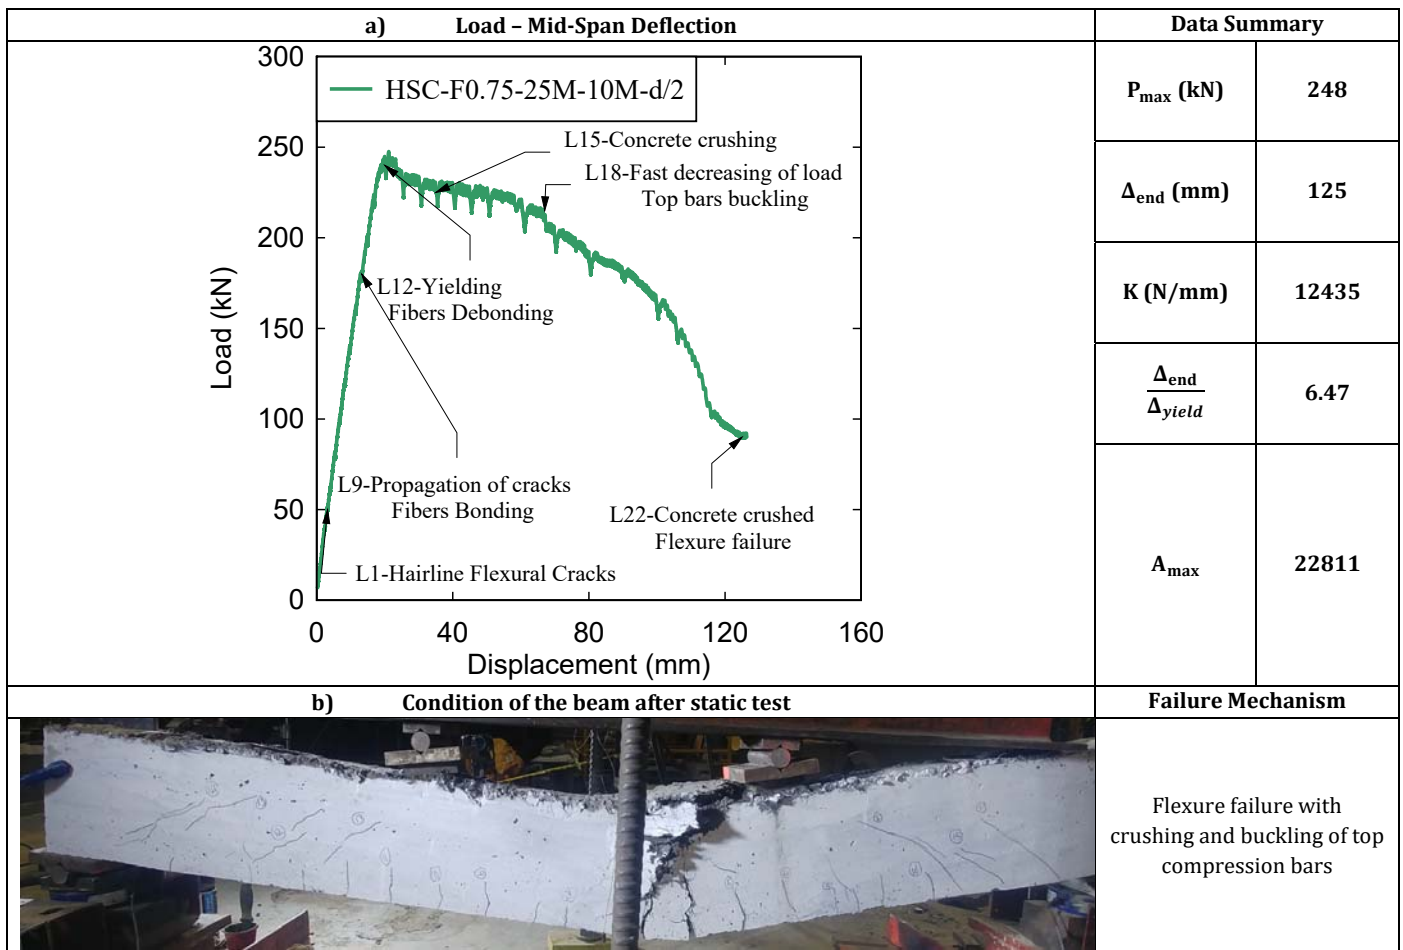 a) Load – Mid-Span Deflection
Data Summary
300
250
200
150
100
50
0
0 40 80 120 160
Load (kN)
Displacement (mm)
HSC-F0.75-25M-10M-d/2
L15-Concrete crushing
L18-Fast decreasing of load
Top bars buckling
L12-Yielding
Fibers Debonding
L9-Propagation of cracks
Fibers Bonding
L22-Concrete crushed
Flexure failure
L1-Hairline Flexural Cracks
Pmax (kN) 248
Δend (mm) 125
K (N/mm) 12435
Δend
Δyield
6.47
Amax 22811
b) Condition of the beam after static test
Failure Mechanism
Flexure failure with
crushing and buckling of top
compression bars